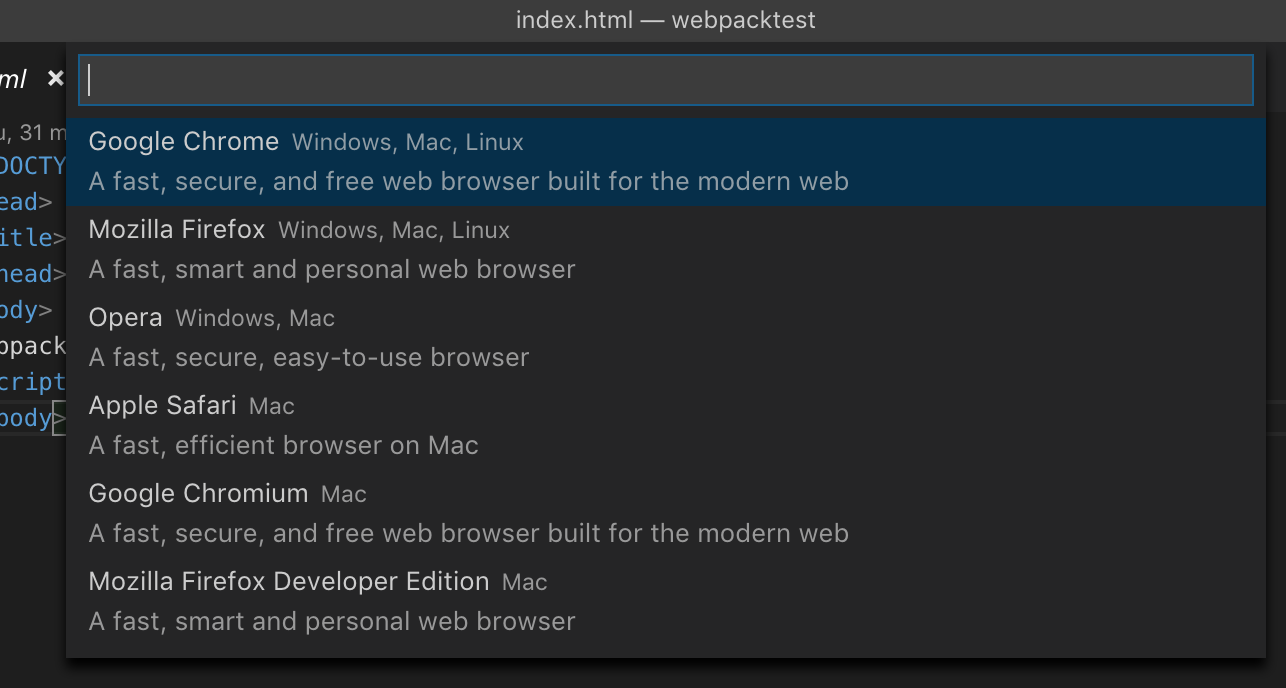 index.html — webpacktest
ml ×
Google Chrome Windows, Mac, Linux
A fast, secure, and free web browser built for the modern web
Mozilla Firefox Windows, Mac, Linux
A fast, smart and personal web browser
Opera Windows, Mac
A fast, secure, easy-to-use browser
Apple Safari Mac
A fast, efficient browser on Mac
Google Chromium Mac
A fast, secure, and free web browser built for the modern web
Mozilla Firefox Developer Edition Mac
A fast, smart and personal web browser
, 31 m
DOCTY
ead>
itle>
head>
ody>
bpack
cript
body>